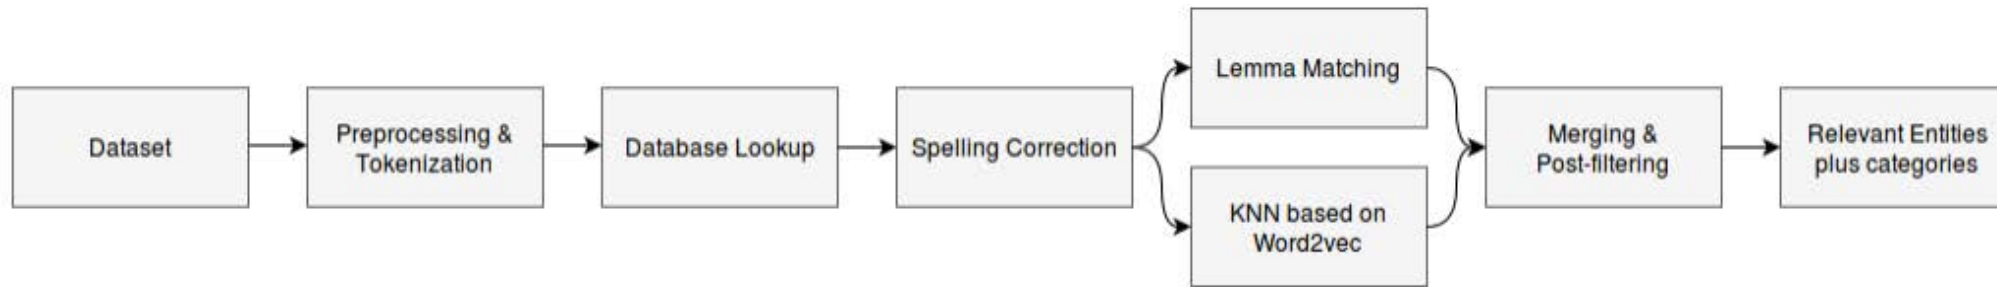 Dataset
Preprocessing &
Tokenization
Database Lookup
Spelling Correction
Lemma Matching
KNN based on
Word2vec
Merging &
Post-filtering
Relevant Entities
plus categories